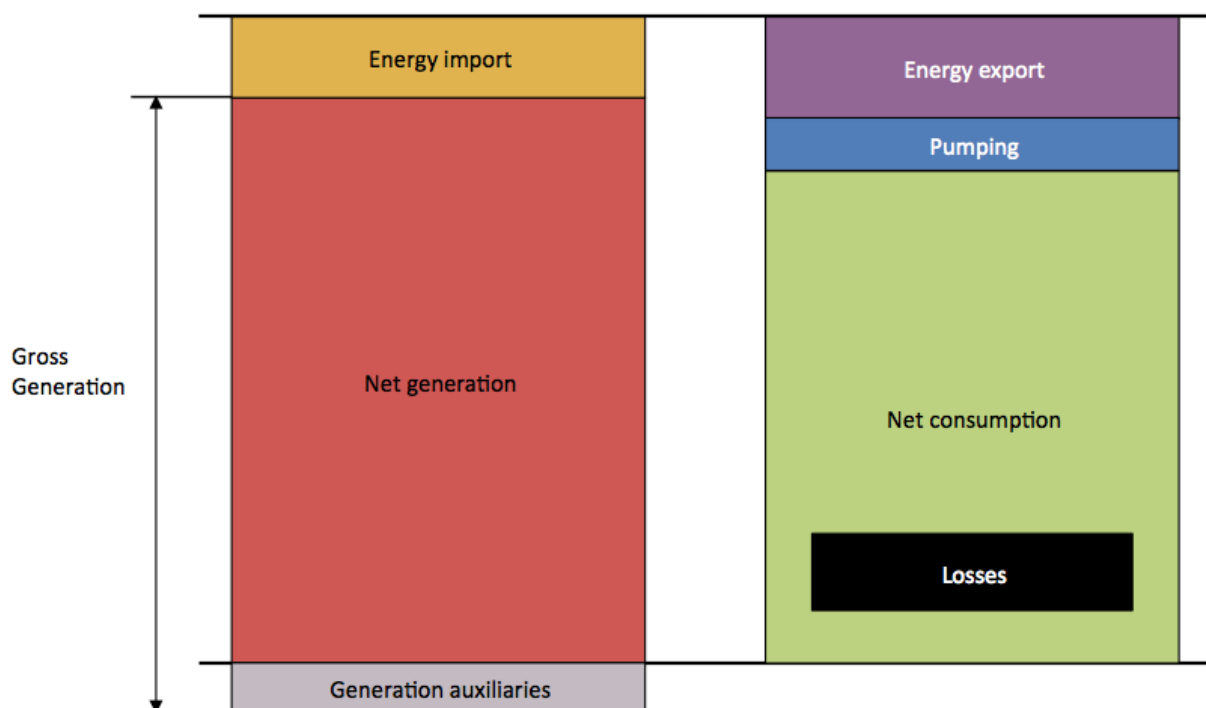 Energy import
Energy export
Pumping
Gross
Generation
Net generation
Net consumption
Losses
Generation auxiliaries